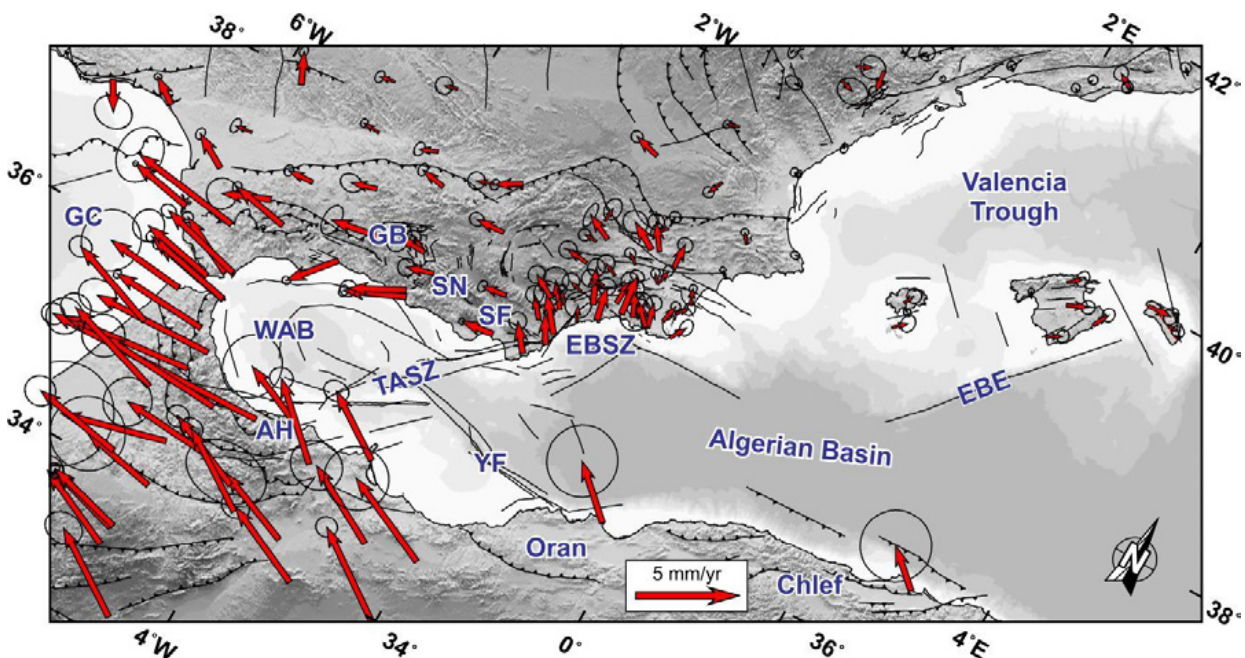 38°
6°W
2°W
2°E
42°
36°
Valencia
Trough
GC
GB
SN
SF
WAB
EBSZ
40°
TASZ
EBE
34°
AH
Algerian Basin
YF
Oran
5 mm/yr
Chlef
N
38°
4°W
34°
0°
36°
4°E